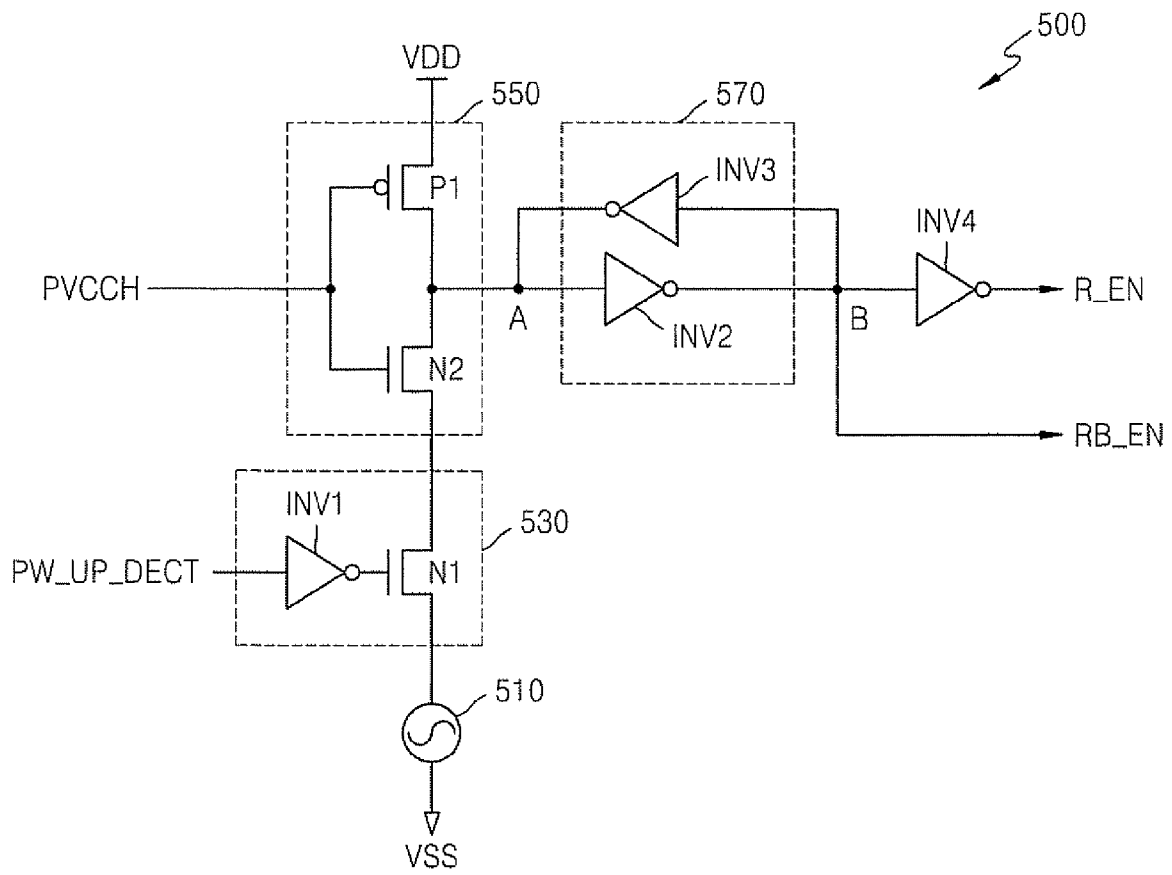 500
VDD
550
570
P1
INV3
INV4
PVCCH
R_EN
A
INV2
B
N2
RB_EN
INV1
530
PW_UP_DECT
N1
510
VSS